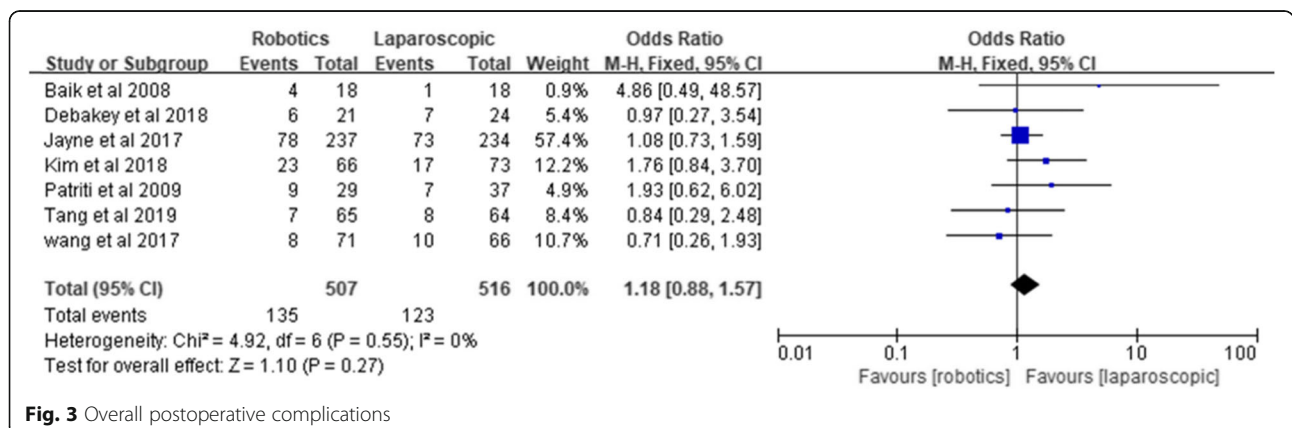 Robotics Laparoscopic Odds Ratio Odds Ratio
Study or Subgroup Events Total Events Total Weight M-H, Fixed, 95% CI M-H, Fixed, 95% CI
Baik et al 2008 4 18 1 18 0.9% 4.86 [0.49, 48.57]
Debakey et al 2018 6 21 7 24 5.4% 0.97 [0.27, 3.54]
Jayne et al 2017 78 237 73 234 57.4% 1.08 [0.73, 1.59]
Kim et al 2018 23 66 17 73 12.2% 1.76 [0.84, 3.70]
Patriti et al 2009 9 29 7 37 4.9% 1.93 [0.62, 6.02]
Tang et al 2019 7 65 8 64 8.4% 0.84 [0.29, 2.48]
wang et al 2017 8 71 10 66 10.7% 0.71 [0.26, 1.93]
Total (95% CI) 507 516 100.0% 1.18 [0.88, 1.57]
Total events 135 123
Heterogeneity: Chi² = 4.92, df = 6 (P = 0.55); I² = 0%
Test for overall effect: Z = 1.10 (P = 0.27)
0.01 0.1 1 10 100
Favours [robotics] Favours [laparoscopic]
Fig. 3 Overall postoperative complications